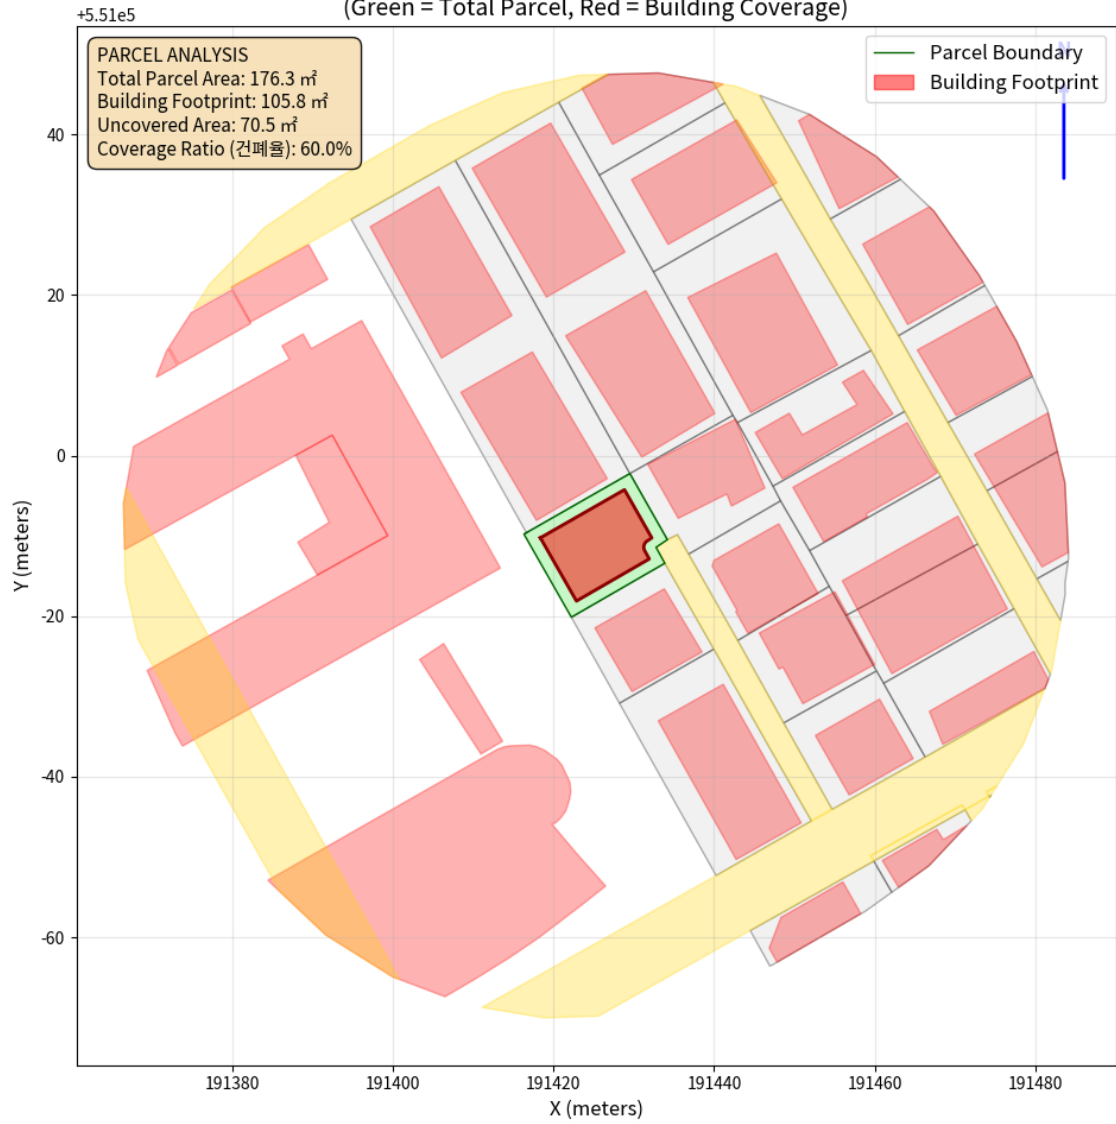 (Green = Total Parcel, Red = Building Coverage)
+5.51e5
PARCEL ANALYSIS
Total Parcel Area: 176.3 ㎡
Building Footprint: 105.8 ㎡
Uncovered Area: 70.5 ㎡
Coverage Ratio (건폐율): 60.0%
N
Parcel Boundary
Building Footprint
40
20
0
-20
-40
-60
Y (meters)
191380
191400
191420
191440
191460
191480
X (meters)